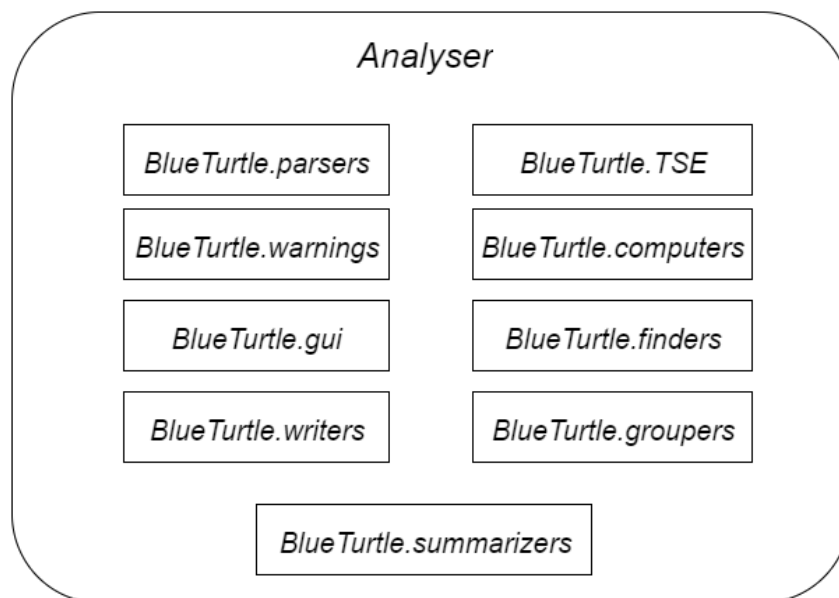 Analyser
BlueTurtle.parsers
BlueTurtle.TSE
BlueTurtle.warnings
BlueTurtle.computers
BlueTurtle.gui
BlueTurtle.finders
BlueTurtle.writers
BlueTurtle.groupers
BlueTurtle.summarizers